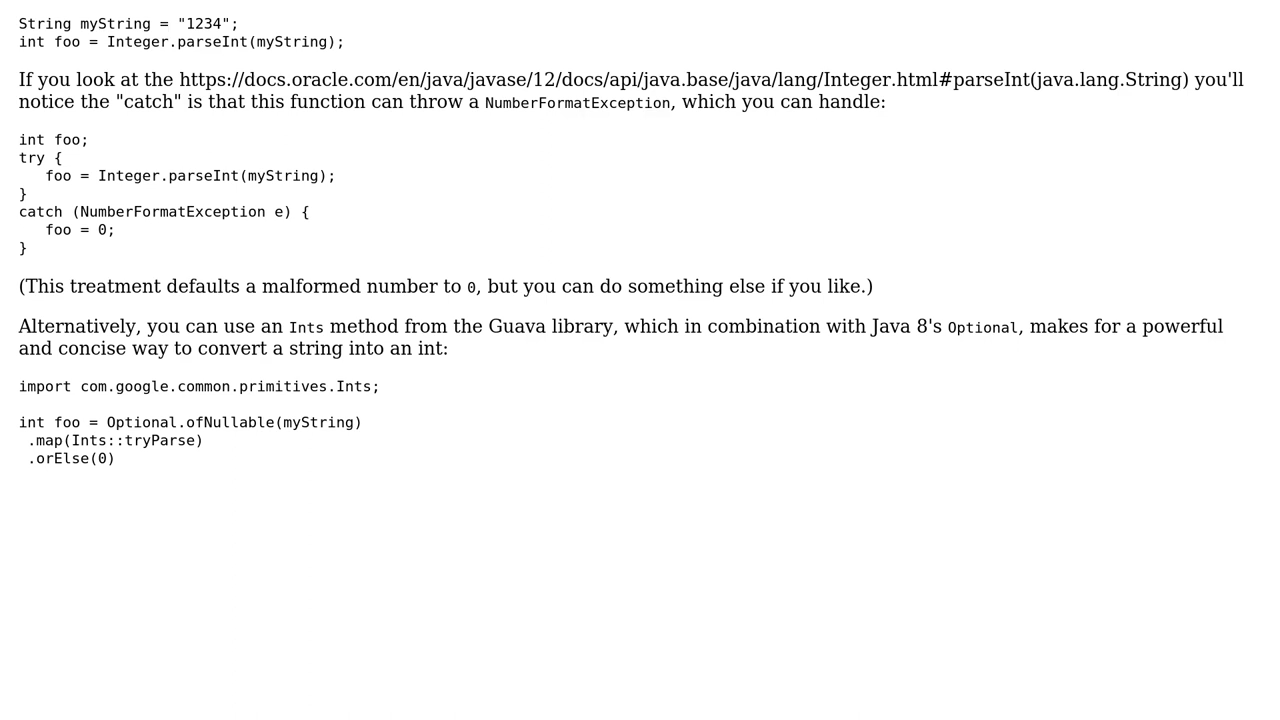 String myString = "1234";
int foo = Integer.parseInt(myString);
If you look at the https://docs.oracle.com/en/java/javase/12/docs/api/java.base/java/lang/Integer.html#parseInt(java.lang.String) you'll
notice the "catch" is that this function can throw a NumberFormatException, which you can handle:
int foo;
try {
   foo = Integer.parseInt(myString);
}
catch (NumberFormatException e) {
   foo = 0;
}
(This treatment defaults a malformed number to 0, but you can do something else if you like.)
Alternatively, you can use an Ints method from the Guava library, which in combination with Java 8's Optional, makes for a powerful
and concise way to convert a string into an int:
import com.google.common.primitives.Ints;
int foo = Optional.ofNullable(myString)
 .map(Ints::tryParse)
 .orElse(0)